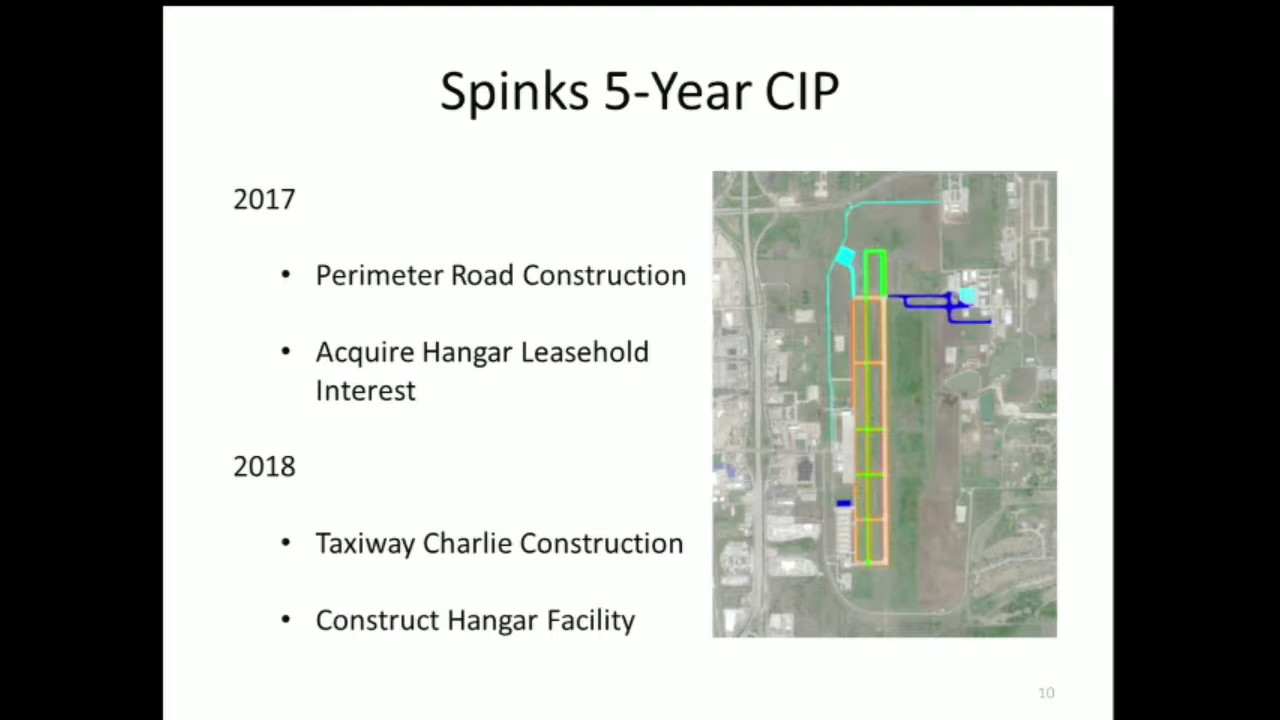 Spinks 5-Year CIP
2017
• Perimeter Road Construction
• Acquire Hangar Leasehold
Interest
2018
• Taxiway Charlie Construction
• Construct Hangar Facility
10